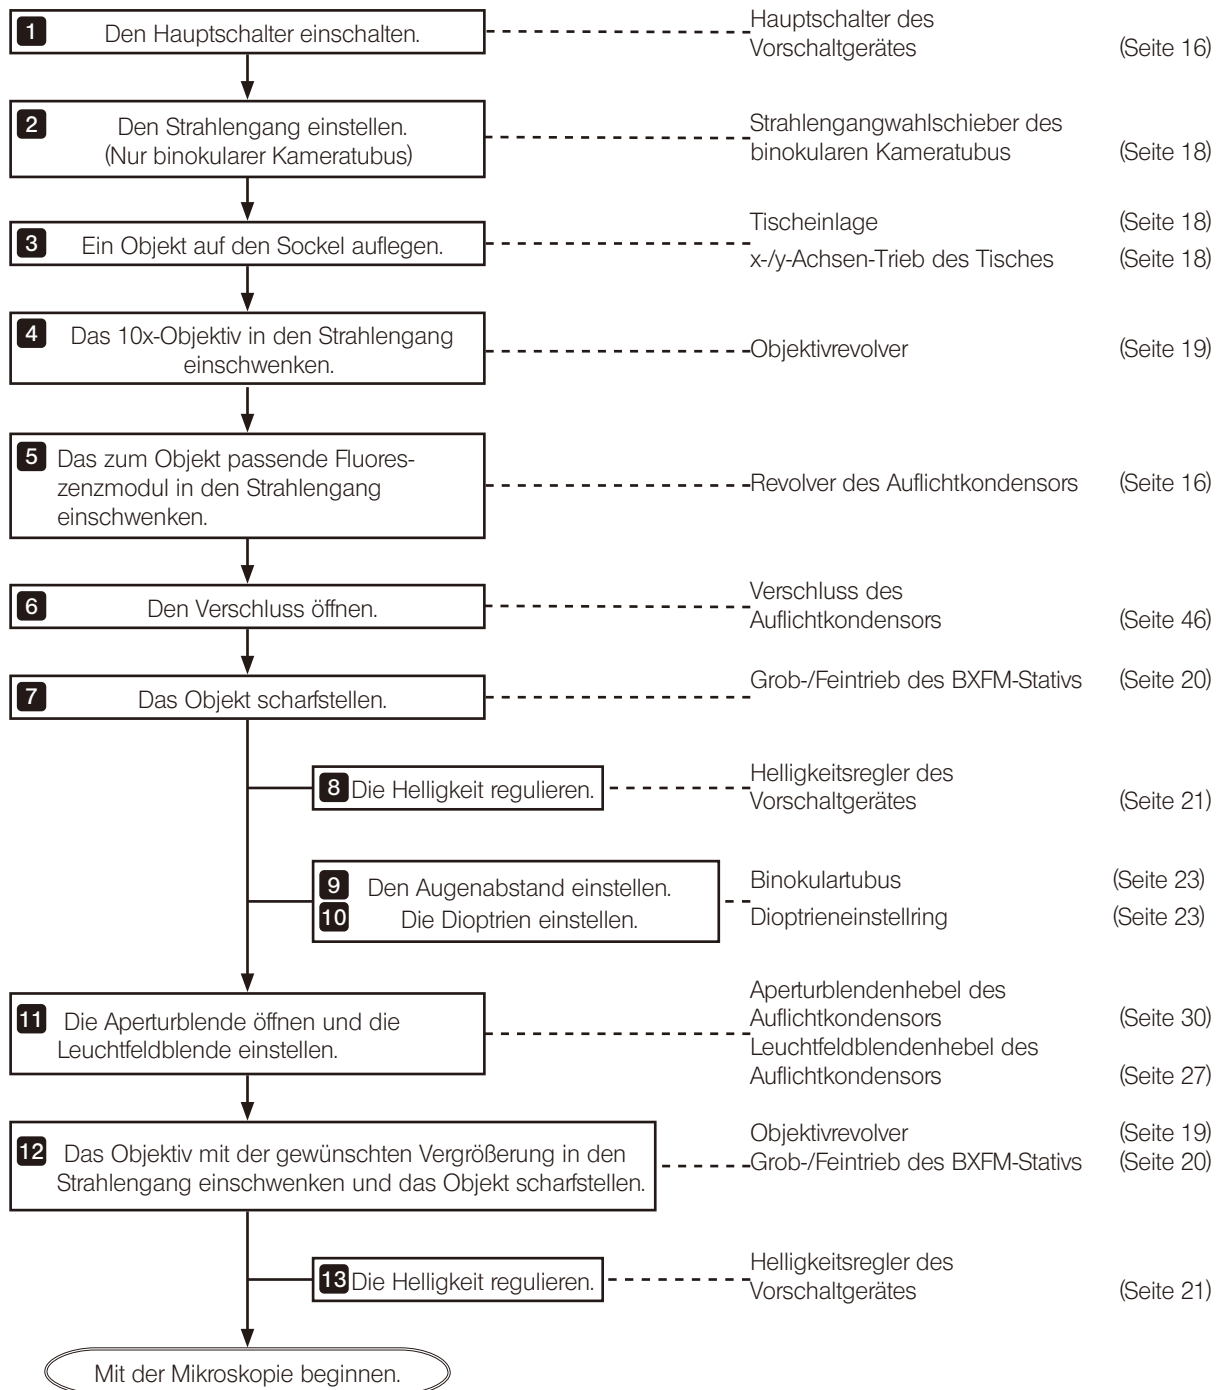 1 Den Hauptschalter einschalten.
Hauptschalter des
Vorschaltgerätes (Seite 16)
2 Den Strahlengang einstellen.
(Nur binokularer Kameratubus)
Strahlengangwahlschieber des
binokularen Kameratubus (Seite 18)
3 Ein Objekt auf den Sockel auflegen.
Tischeinlage (Seite 18)
x-/y-Achsen-Trieb des Tisches (Seite 18)
4 Das 10x-Objektiv in den Strahlengang
einschwenken.
Objektivrevolver (Seite 19)
5 Das zum Objekt passende Fluores-
zenzmodul in den Strahlengang
einschwenken.
Revolver des Auflichtkondensors (Seite 16)
6 Den Verschluss öffnen.
Verschluss des
Auflichtkondensors (Seite 46)
7 Das Objekt scharfstellen.
Grob-/Feintrieb des BXFM-Stativs (Seite 20)
8 Die Helligkeit regulieren.
Helligkeitsregler des
Vorschaltgerätes (Seite 21)
9 Den Augenabstand einstellen.
10 Die Dioptrien einstellen.
Binokulartubus (Seite 23)
Dioptrieneinstellring (Seite 23)
11 Die Aperturblende öffnen und die
Leuchtfeldblende einstellen.
Aperturblendenhebel des
Auflichtkondensors (Seite 30)
Leuchtfeldblendenhebel des
Auflichtkondensors (Seite 27)
12 Das Objektiv mit der gewünschten Vergrößerung in den
Strahlengang einschwenken und das Objekt scharfstellen.
Objektivrevolver (Seite 19)
Grob-/Feintrieb des BXFM-Stativs (Seite 20)
13 Die Helligkeit regulieren.
Helligkeitsregler des
Vorschaltgerätes (Seite 21)
Mit der Mikroskopie beginnen.